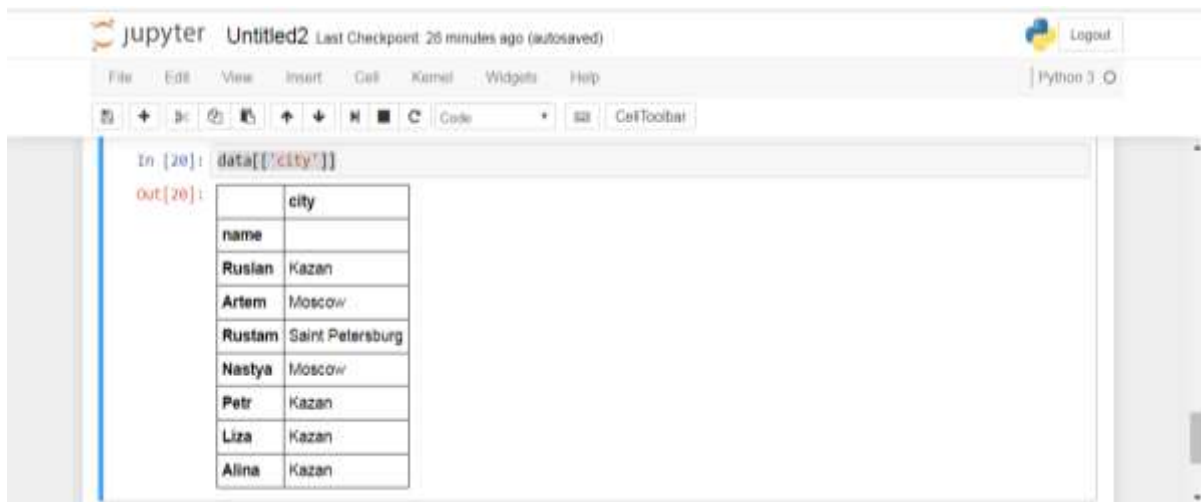 jupyter Untitled2 Last Checkpoint: 26 minutes ago (autosaved) Logout
File Edit View Insert Cell Kernel Widgets Help Python 3
Code CellToolbar
In [20]: data[['city']]
Out[20]:
city
name
Ruslan Kazan
Artem Moscow
Rustam Saint Petersburg
Nastya Moscow
Petr Kazan
Liza Kazan
Alina Kazan